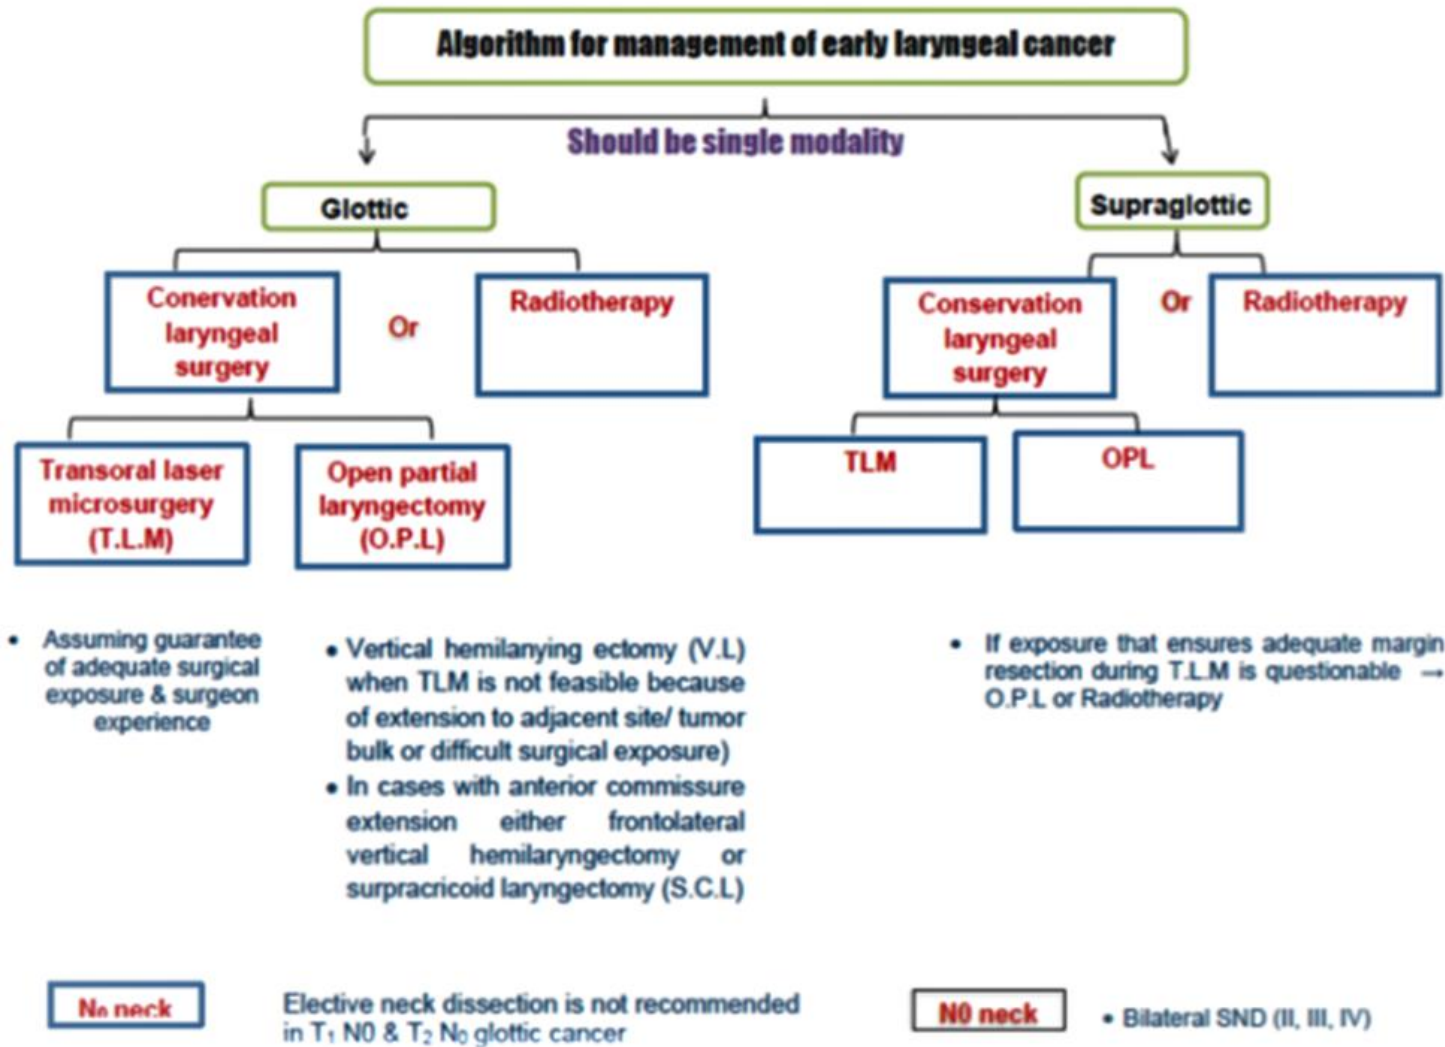 Algorithm for management of early laryngeal cancer
Should be single modality
Glottic
Supraglottic
Conervation
laryngeal
surgery
Or
Radiotherapy
Conservation
laryngeal
surgery
Or
Radiotherapy
Transoral laser
microsurgery
(T.L.M)
Open partial
laryngectomy
(O.P.L)
TLM
OPL
• Assuming guarantee
of adequate surgical
exposure & surgeon
experience
• Vertical hemilanying ectomy (V.L)
when TLM is not feasible because
of extension to adjacent site/ tumor
bulk or difficult surgical exposure)
• In cases with anterior commissure
extension either frontolateral
vertical hemilaryngectomy or
surpracricoid laryngectomy (S.C.L)
• If exposure that ensures adequate margin
resection during T.L.M is questionable →
O.P.L or Radiotherapy
N₀ neck
Elective neck dissection is not recommended
in T₁ N0 & T₂ N₀ glottic cancer
N0 neck
• Bilateral SND (II, III, IV)